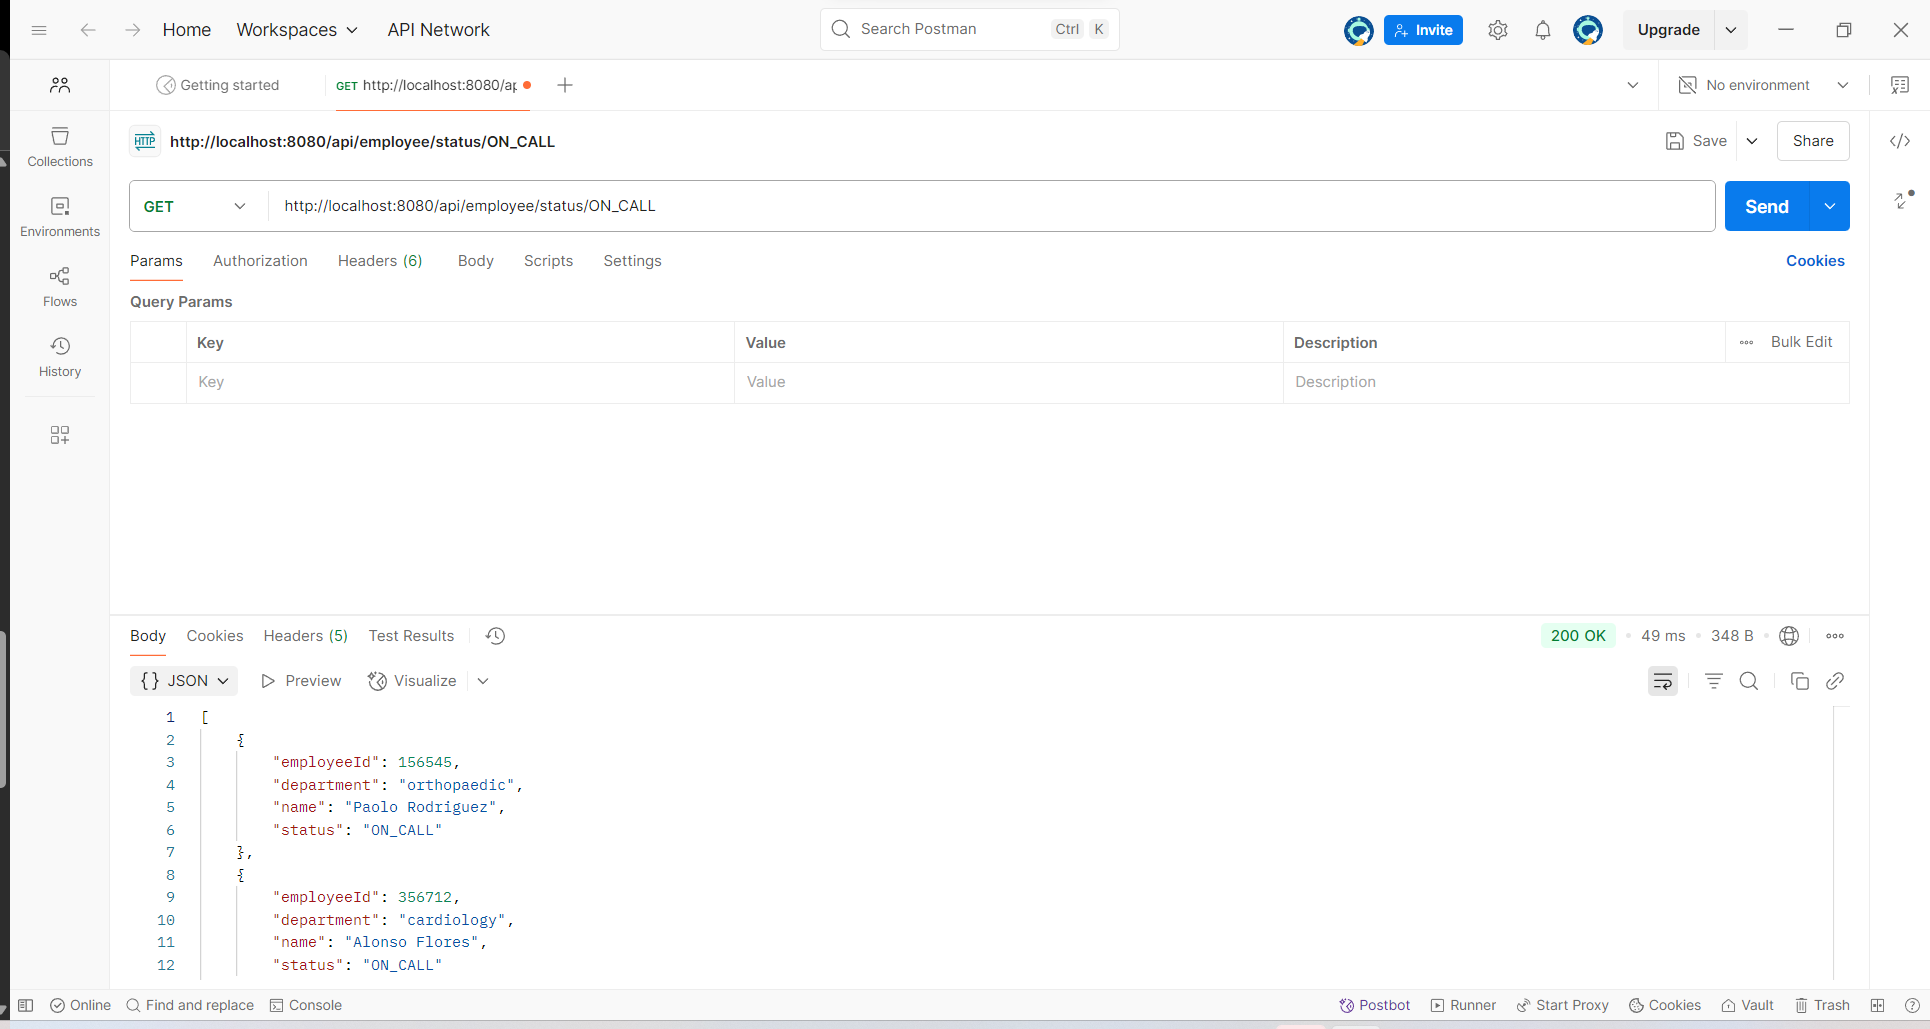 Home Workspaces API Network Search Postman Ctrl K Invite Upgrade
Getting started GET http://localhost:8080/ap No environment
HTTP http://localhost:8080/api/employee/status/ON_CALL Save Share
GET http://localhost:8080/api/employee/status/ON_CALL Send
Params Authorization Headers (6) Body Scripts Settings Cookies
Query Params
Key Value Description Bulk Edit
Key Value Description
Collections
Environments
Flows
History
Body Cookies Headers (5) Test Results 200 OK 49 ms 348 B
{} JSON Preview Visualize
1 [
2 {
3 "employeeId": 156545,
4 "department": "orthopaedic",
5 "name": "Paolo Rodriguez",
6 "status": "ON_CALL"
7 },
8 {
9 "employeeId": 356712,
10 "department": "cardiology",
11 "name": "Alonso Flores",
12 "status": "ON_CALL"
Online Find and replace Console Postbot Runner Start Proxy Cookies Vault Trash